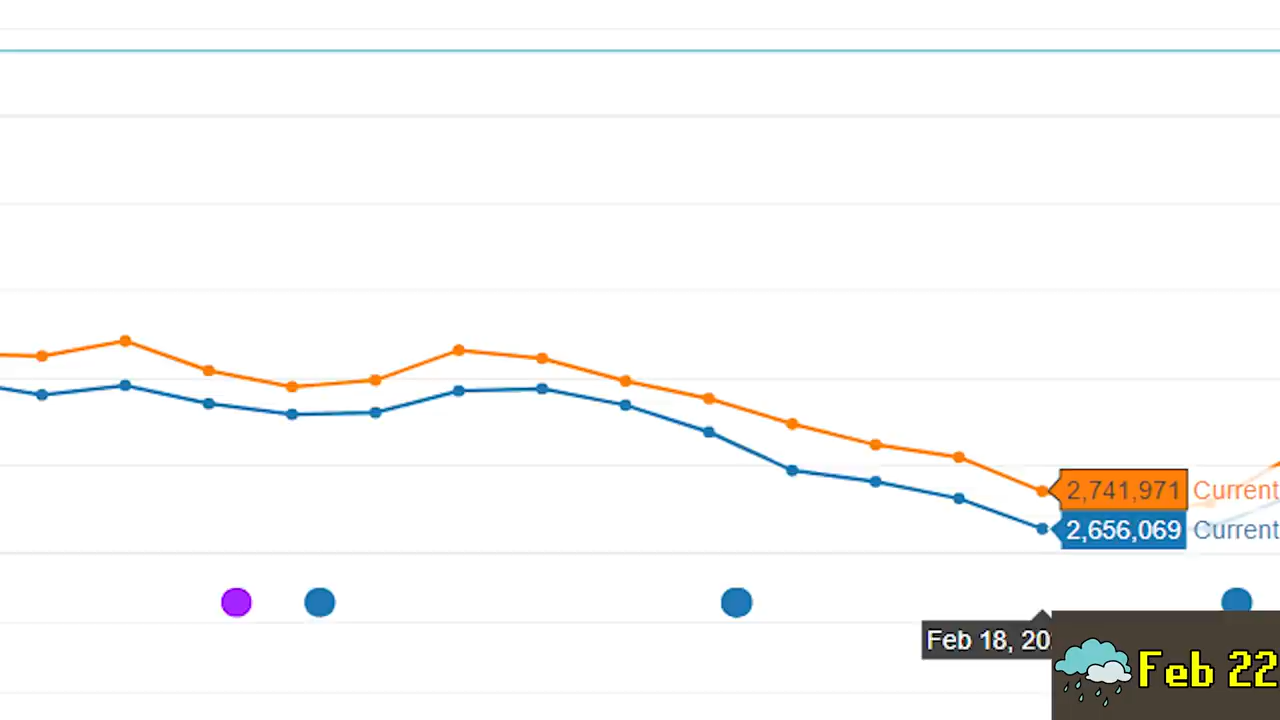 2,741,971 Current
2,656,069 Current
Feb 18, 20
Feb 22